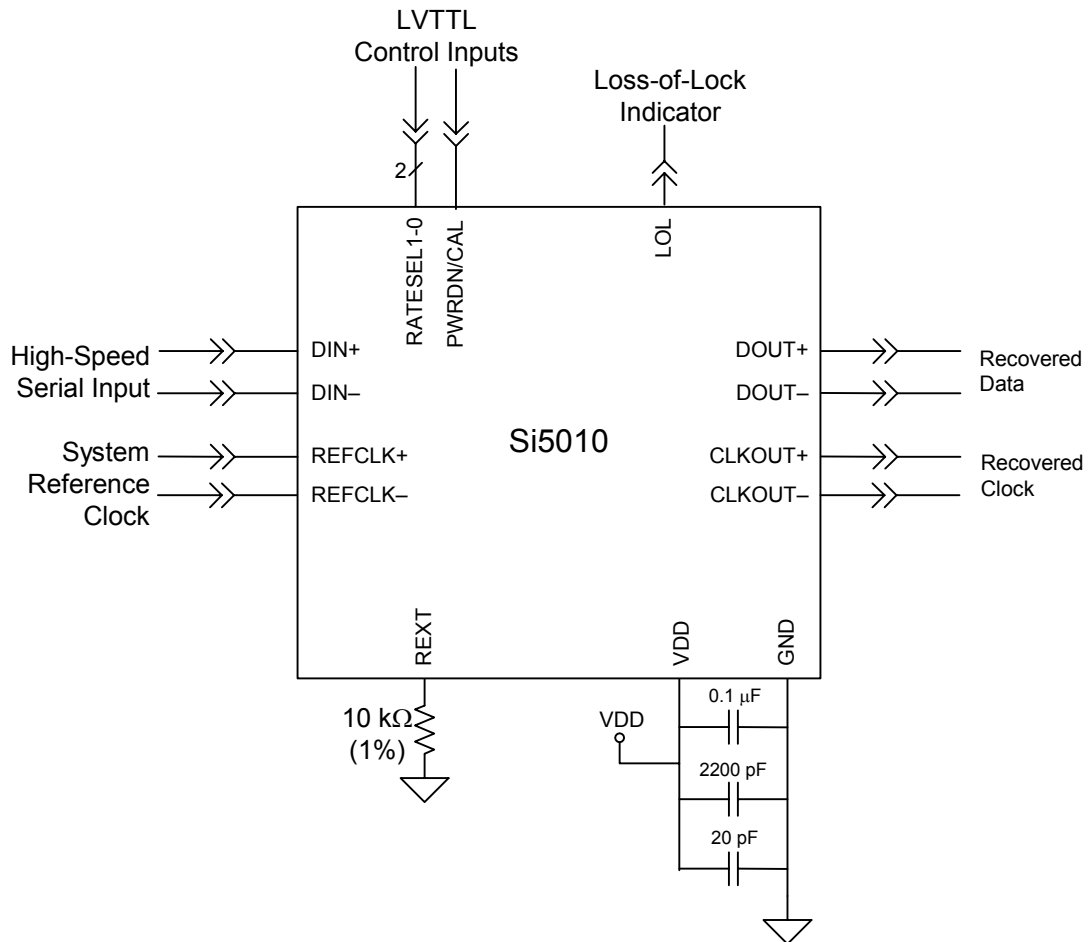 LVTTL
Control Inputs
Loss-of-Lock
Indicator
2
RATESEL1-0
PWRDN/CAL
LOL
High-Speed
Serial Input
DIN+
DIN–
System
Reference
Clock
REFCLK+
REFCLK–
Si5010
DOUT+
DOUT–
Recovered
Data
CLKOUT+
CLKOUT–
Recovered
Clock
REXT
VDD
GND
10 kΩ
(1%)
VDD
0.1 μF
2200 pF
20 pF